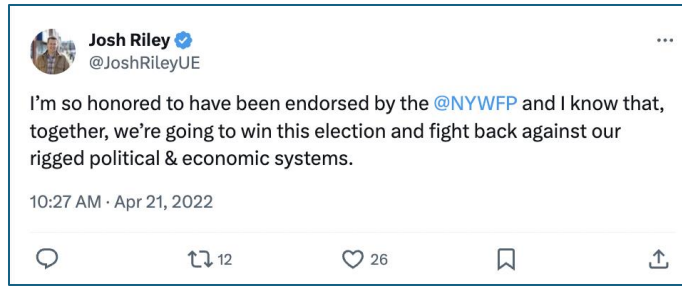 Josh Riley
@JoshRileyUE
I’m so honored to have been endorsed by the @NYWFP and I know that,
together, we’re going to win this election and fight back against our
rigged political & economic systems.
10:27 AM · Apr 21, 2022
12 26